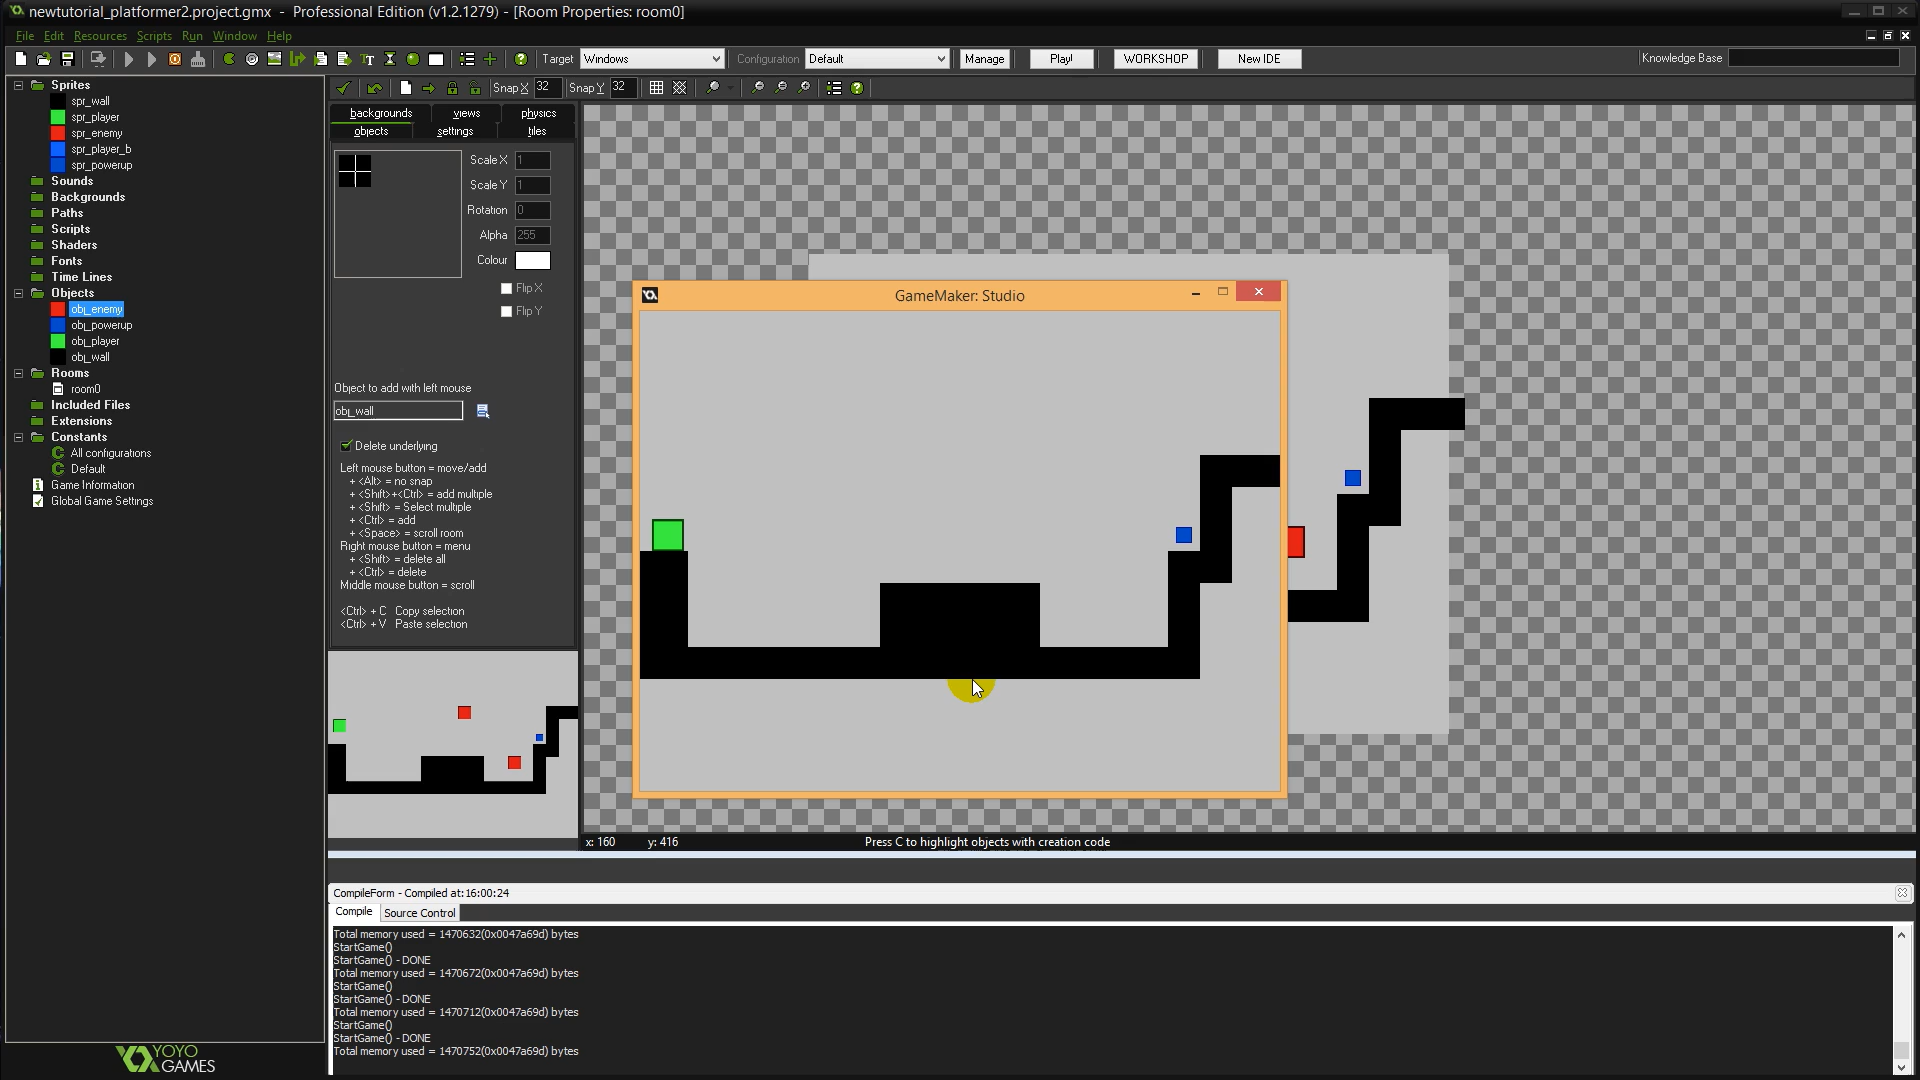 newtutorial_platformer2.project.gmx - Professional Edition (v1.2.1279) - [Room Properties: room0]
File Edit Resources Scripts Run Window Help
Target Windows Configuration Default Manage Play! WORKSHOP New IDE Knowledge Base
Snap X 32 Snap Y 32
Sprites
spr_wall
spr_player
spr_enemy
spr_player_b
spr_powerup
Sounds
Backgrounds
Paths
Scripts
Shaders
Fonts
Time Lines
Objects
obj_enemy
obj_powerup
obj_player
obj_wall
Rooms
room0
Included Files
Extensions
Constants
All configurations
Default
Game Information
Global Game Settings
YOYO
GAMES
backgrounds views physics
objects settings tiles
Scale X 1
Scale Y 1
Rotation 0
Alpha 255
Colour
Flip X
Flip Y
Object to add with left mouse
obj_wall
Delete underlying
Left mouse button = move/add
+ <Alt> = no snap
+ <Shift>+<Ctrl> = add multiple
+ <Shift> = Select multiple
+ <Ctrl> = add
+ <Space> = scroll room
Right mouse button = menu
+ <Shift> = delete all
+ <Ctrl> = delete
Middle mouse button = scroll
<Ctrl> + C Copy selection
<Ctrl> + V Paste selection
GameMaker: Studio
x: 160 y: 416 Press C to highlight objects with creation code
CompileForm - Compiled at: 16:00:24
Compile Source Control
Total memory used = 1470632(0x0047a69d) bytes
StartGame()
StartGame() - DONE
Total memory used = 1470672(0x0047a69d) bytes
StartGame()
StartGame() - DONE
Total memory used = 1470712(0x0047a69d) bytes
StartGame()
StartGame() - DONE
Total memory used = 1470752(0x0047a69d) bytes